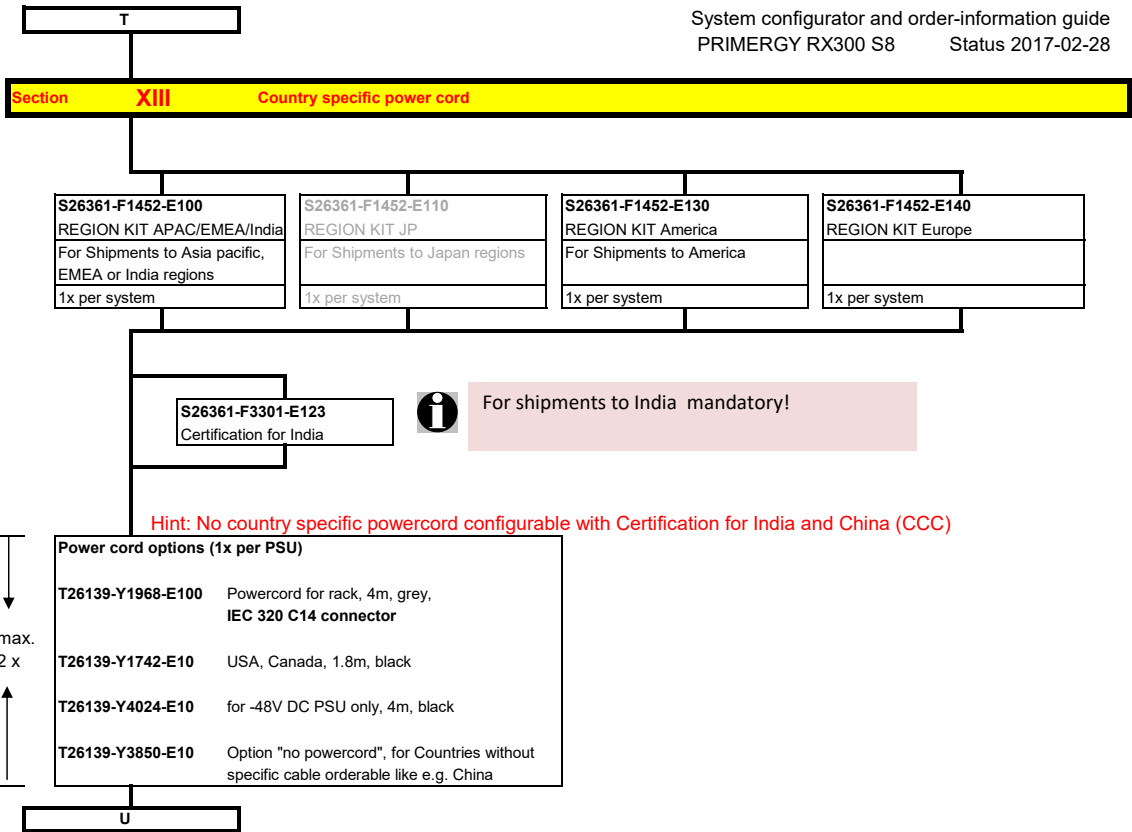 T
System configurator and order-information guide
PRIMERGY RX300 S8 Status 2017-02-28
Section XIII Country specific power cord
S26361-F1452-E100
REGION KIT APAC/EMEA/India
For Shipments to Asia pacific,
EMEA or India regions
1x per system
S26361-F1452-E110
REGION KIT JP
For Shipments to Japan regions
1x per system
S26361-F1452-E130
REGION KIT America
For Shipments to America
1x per system
S26361-F1452-E140
REGION KIT Europe
1x per system
S26361-F3301-E123
Certification for India
For shipments to India mandatory!
Hint: No country specific powercord configurable with Certification for India and China (CCC)
max.
2 x
Power cord options (1x per PSU)
T26139-Y1968-E100 Powercord for rack, 4m, grey,
IEC 320 C14 connector
T26139-Y1742-E10 USA, Canada, 1.8m, black
T26139-Y4024-E10 for -48V DC PSU only, 4m, black
T26139-Y3850-E10 Option "no powercord", for Countries without
specific cable orderable like e.g. China
U